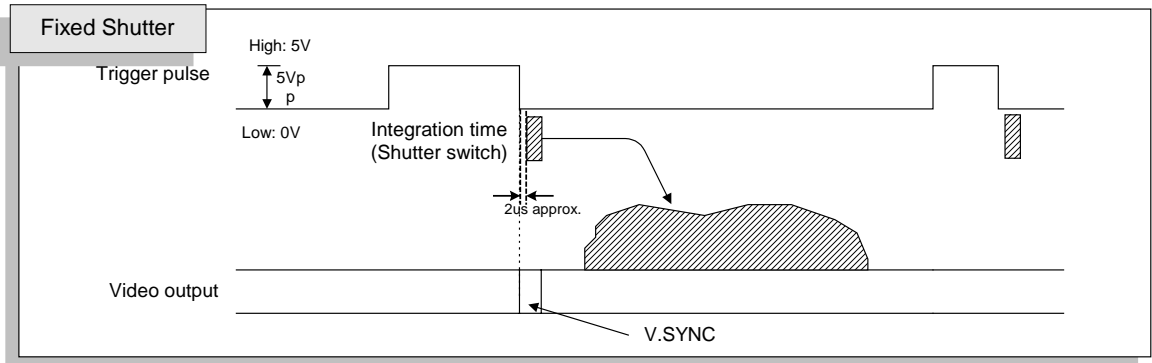 Fixed Shutter
High: 5V
Trigger pulse
5Vp
p
Low: 0V
Integration time
(Shutter switch)
2us approx.
Video output
V.SYNC